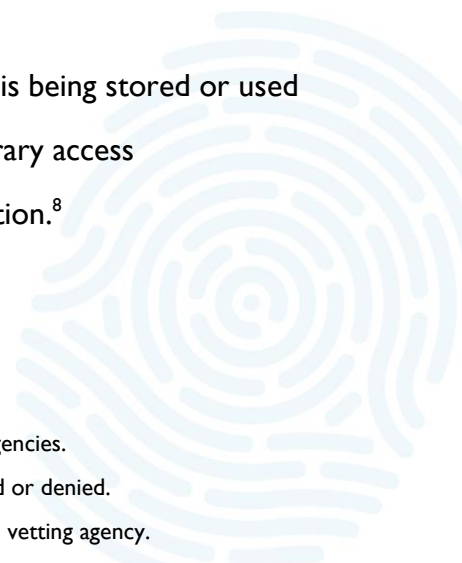 is being stored or used
rary access
tion.⁸
gencies.
d or denied.
vetting agency.